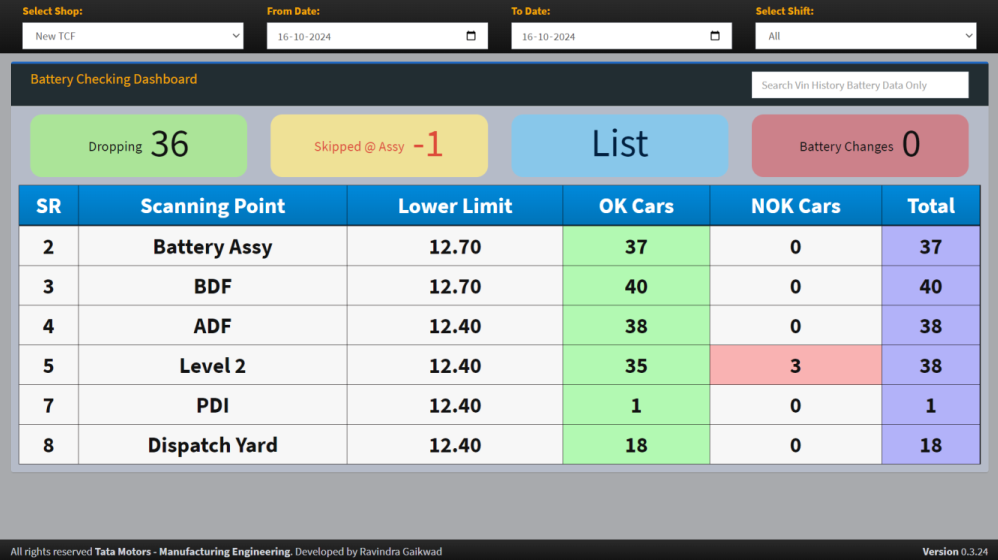 Select Shop: From Date: To Date: Select Shift:
New TCF 16-10-2024 16-10-2024 All
Battery Checking Dashboard Search Vin History Battery Data Only
Dropping 36 Skipped @ Assy -1 List Battery Changes 0
SR Scanning Point Lower Limit OK Cars NOK Cars Total
2 Battery Assy 12.70 37 0 37
3 BDF 12.70 40 0 40
4 ADF 12.40 38 0 38
5 Level 2 12.40 35 3 38
7 PDI 12.40 1 0 1
8 Dispatch Yard 12.40 18 0 18
All rights reserved Tata Motors - Manufacturing Engineering. Developed by Ravindra Gaikwad Version 0.3.24